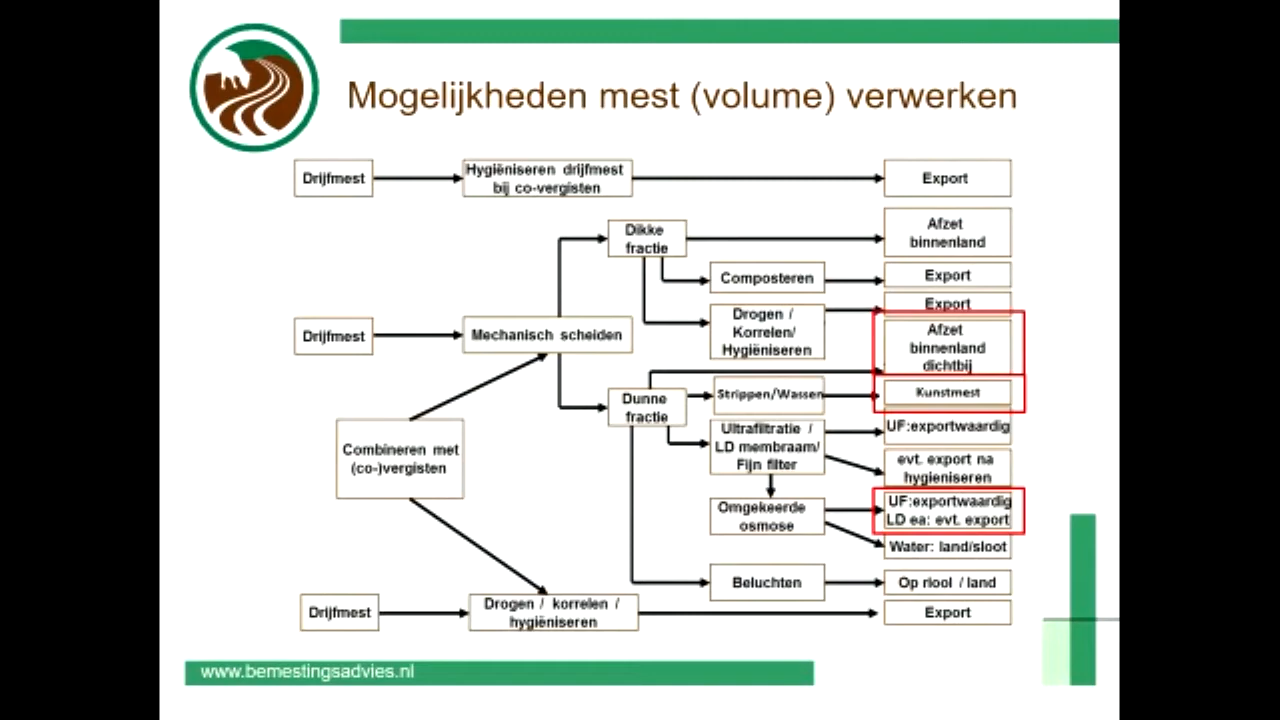 Mogelijkheden mest (volume) verwerken
Drijfmest
Hygiëniseren drijfmest
bij co-vergisten
Export
Dikke
fractie
Afzet
binnenland
Composteren
Export
Drogen /
Korrelen/
Hygiëniseren
Export
Drijfmest
Mechanisch scheiden
Afzet
binnenland
dichtbij
Dunne
fractie
Strippen/Wassen
Kunstmest
Combineren met
(co-)vergisten
Ultrafiltratie /
LD membraam/
Fijn filter
UF:exportwaardig
evt. export na
hygieniseren
Omgekeerde
osmose
UF:exportwaardig
LD ea: evt. export
Water: land/sloot
Beluchten
Op riool / land
Drijfmest
Drogen / korrelen /
hygiëniseren
Export
www.bemestingsadvies.nl